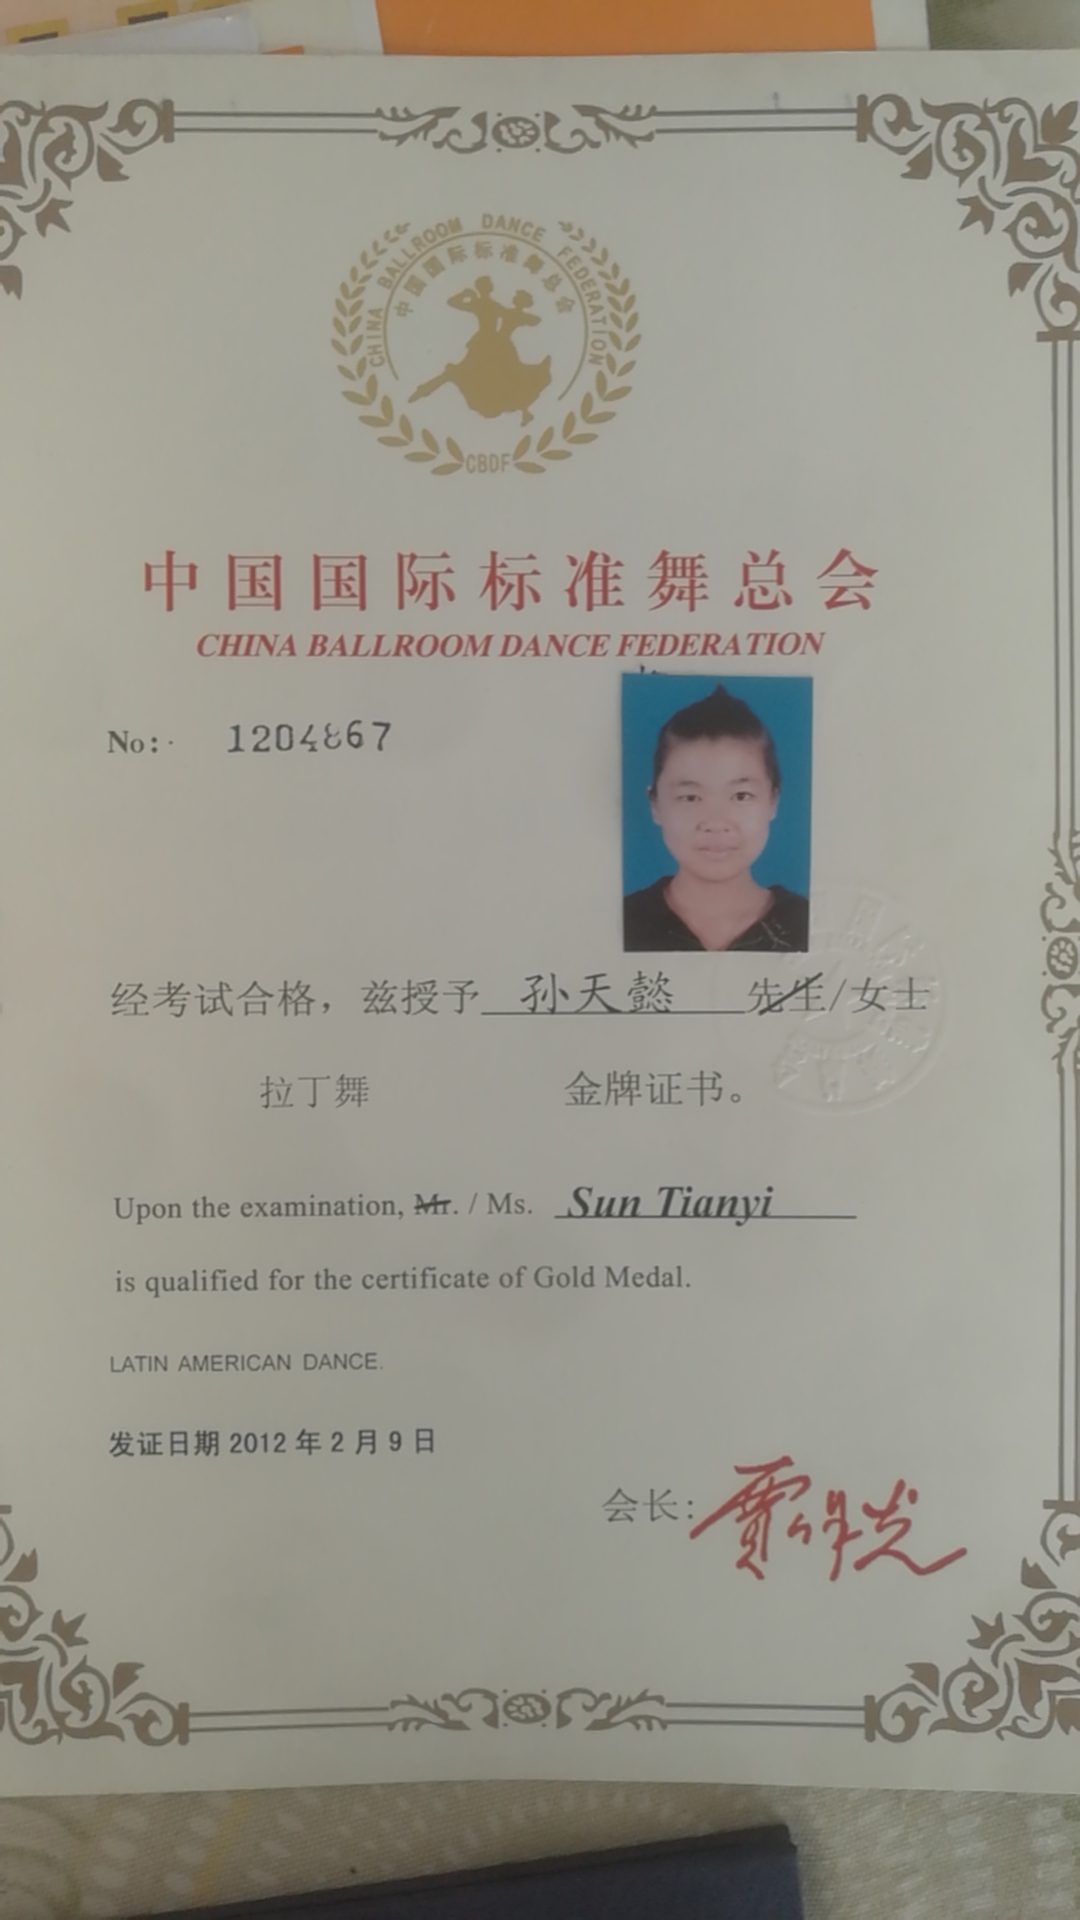 CHINA BALLROOM DANCE FEDERATION
中国国际标准舞总会
CBDF
中国国际标准舞总会
CHINA BALLROOM DANCE FEDERATION
No: 1204867
经考试合格，兹授予 孙天懿 先生/女士
拉丁舞 金牌证书。
Upon the examination, Mr. / Ms. Sun Tianyi
is qualified for the certificate of Gold Medal.
LATIN AMERICAN DANCE.
发证日期 2012 年 2 月 9 日
会长: